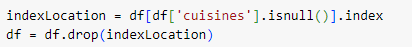 indexLocation = df[df['cuisines'].isnull()].index
df = df.drop(indexLocation)